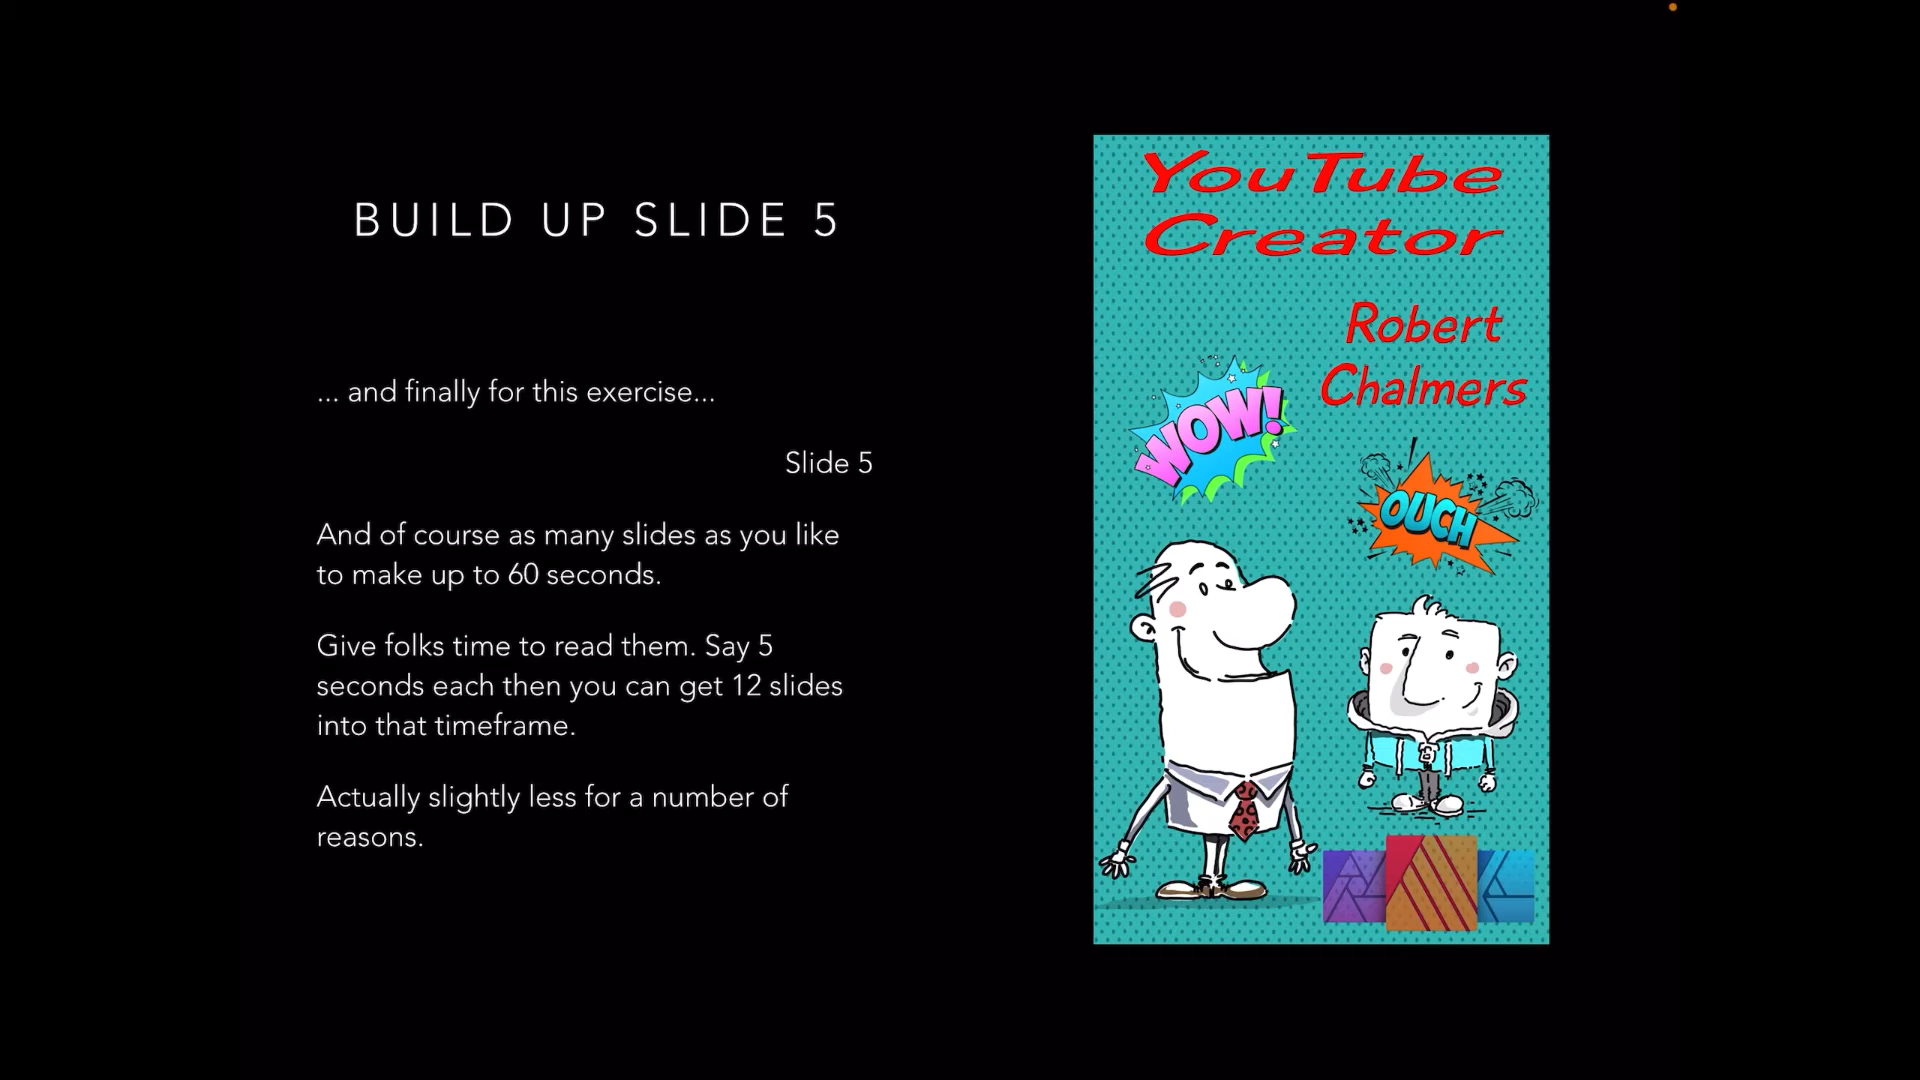 BUILD UP SLIDE 5
... and finally for this exercise...
Slide 5
And of course as many slides as you like
to make up to 60 seconds.
Give folks time to read them. Say 5
seconds each then you can get 12 slides
into that timeframe.
Actually slightly less for a number of
reasons.
YouTube
Creator
Robert
Chalmers
WOW!
OUCH